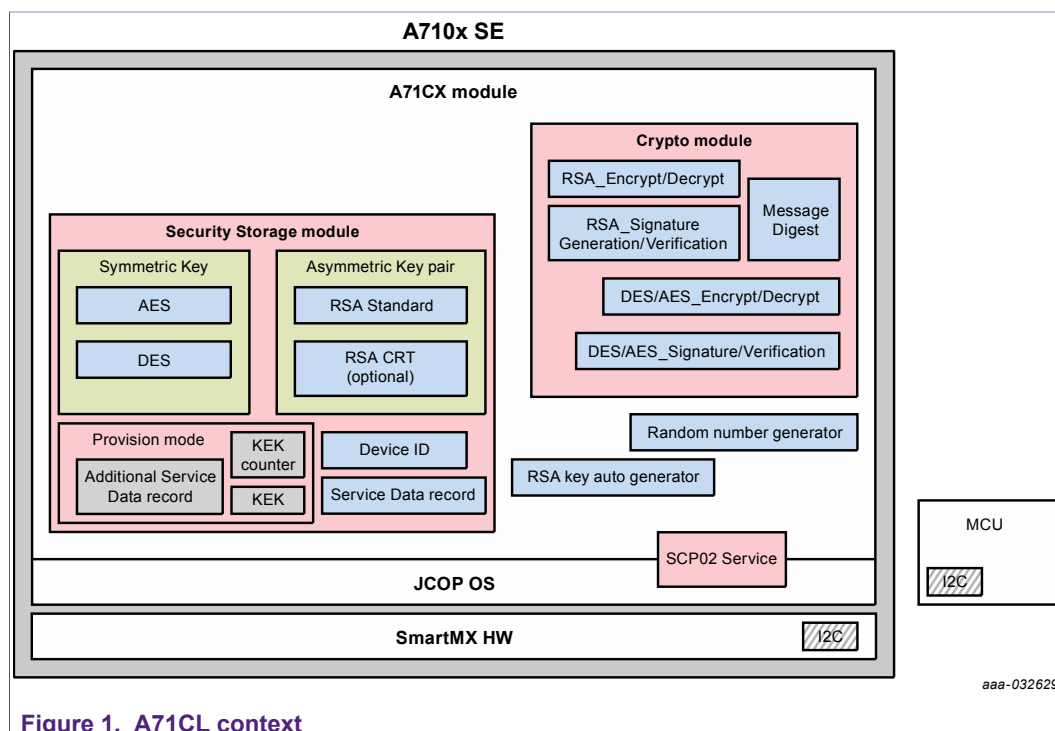 A710x SE
A71CX module
Crypto module
RSA_Encrypt/Decrypt
RSA_Signature
Generation/Verification
Message
Digest
DES/AES_Encrypt/Decrypt
DES/AES_Signature/Verification
Security Storage module
Symmetric Key
AES
DES
Asymmetric Key pair
RSA Standard
RSA CRT
(optional)
Provision mode
Additional Service
Data record
KEK
counter
KEK
Device ID
Service Data record
Random number generator
RSA key auto generator
SCP02 Service
JCOP OS
SmartMX HW
I2C
MCU
I2C
aaa-032629
Figure 1. A71CL context